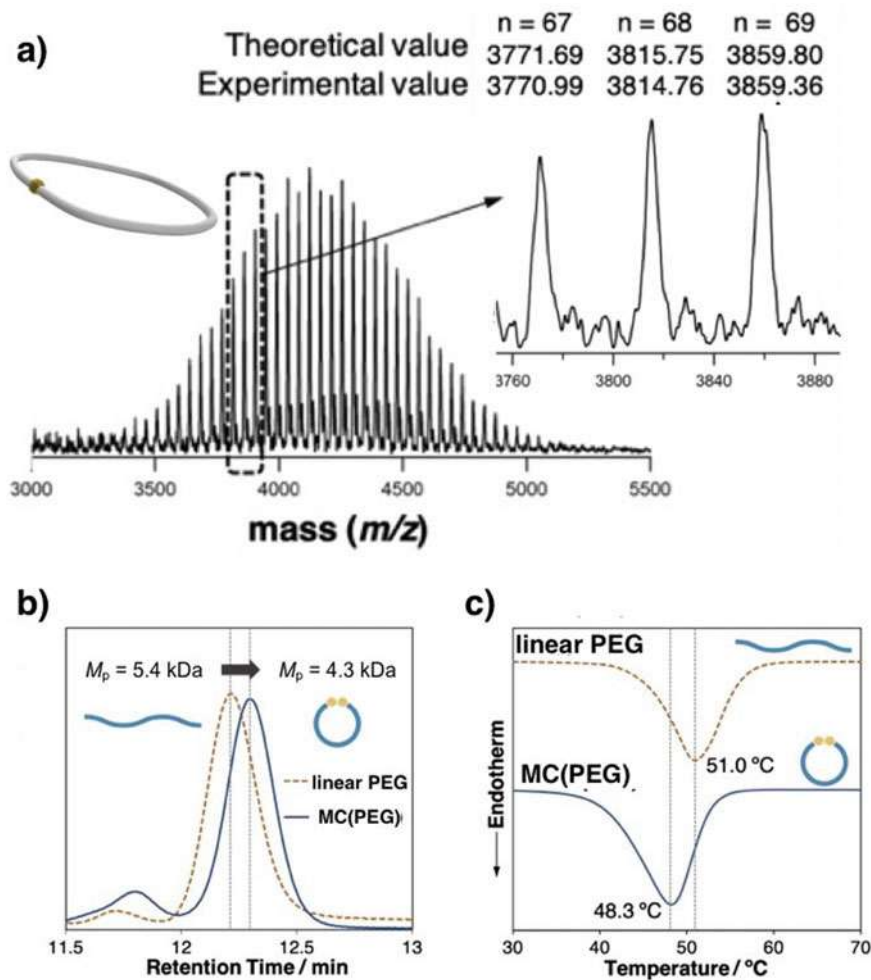 a)
n = 67 n = 68 n = 69
Theoretical value 3771.69 3815.75 3859.80
Experimental value 3770.99 3814.76 3859.36
3760 3800 3840 3880
3000 3500 4000 4500 5000 5500
mass (m/z)
b)
Mp = 5.4 kDa Mp = 4.3 kDa
linear PEG
MC(PEG)
11.5 12 12.5 13
Retention Time / min
c)
linear PEG
51.0 ºC
MC(PEG)
48.3 ºC
Endotherm
30 40 50 60 70
Temperature / ºC